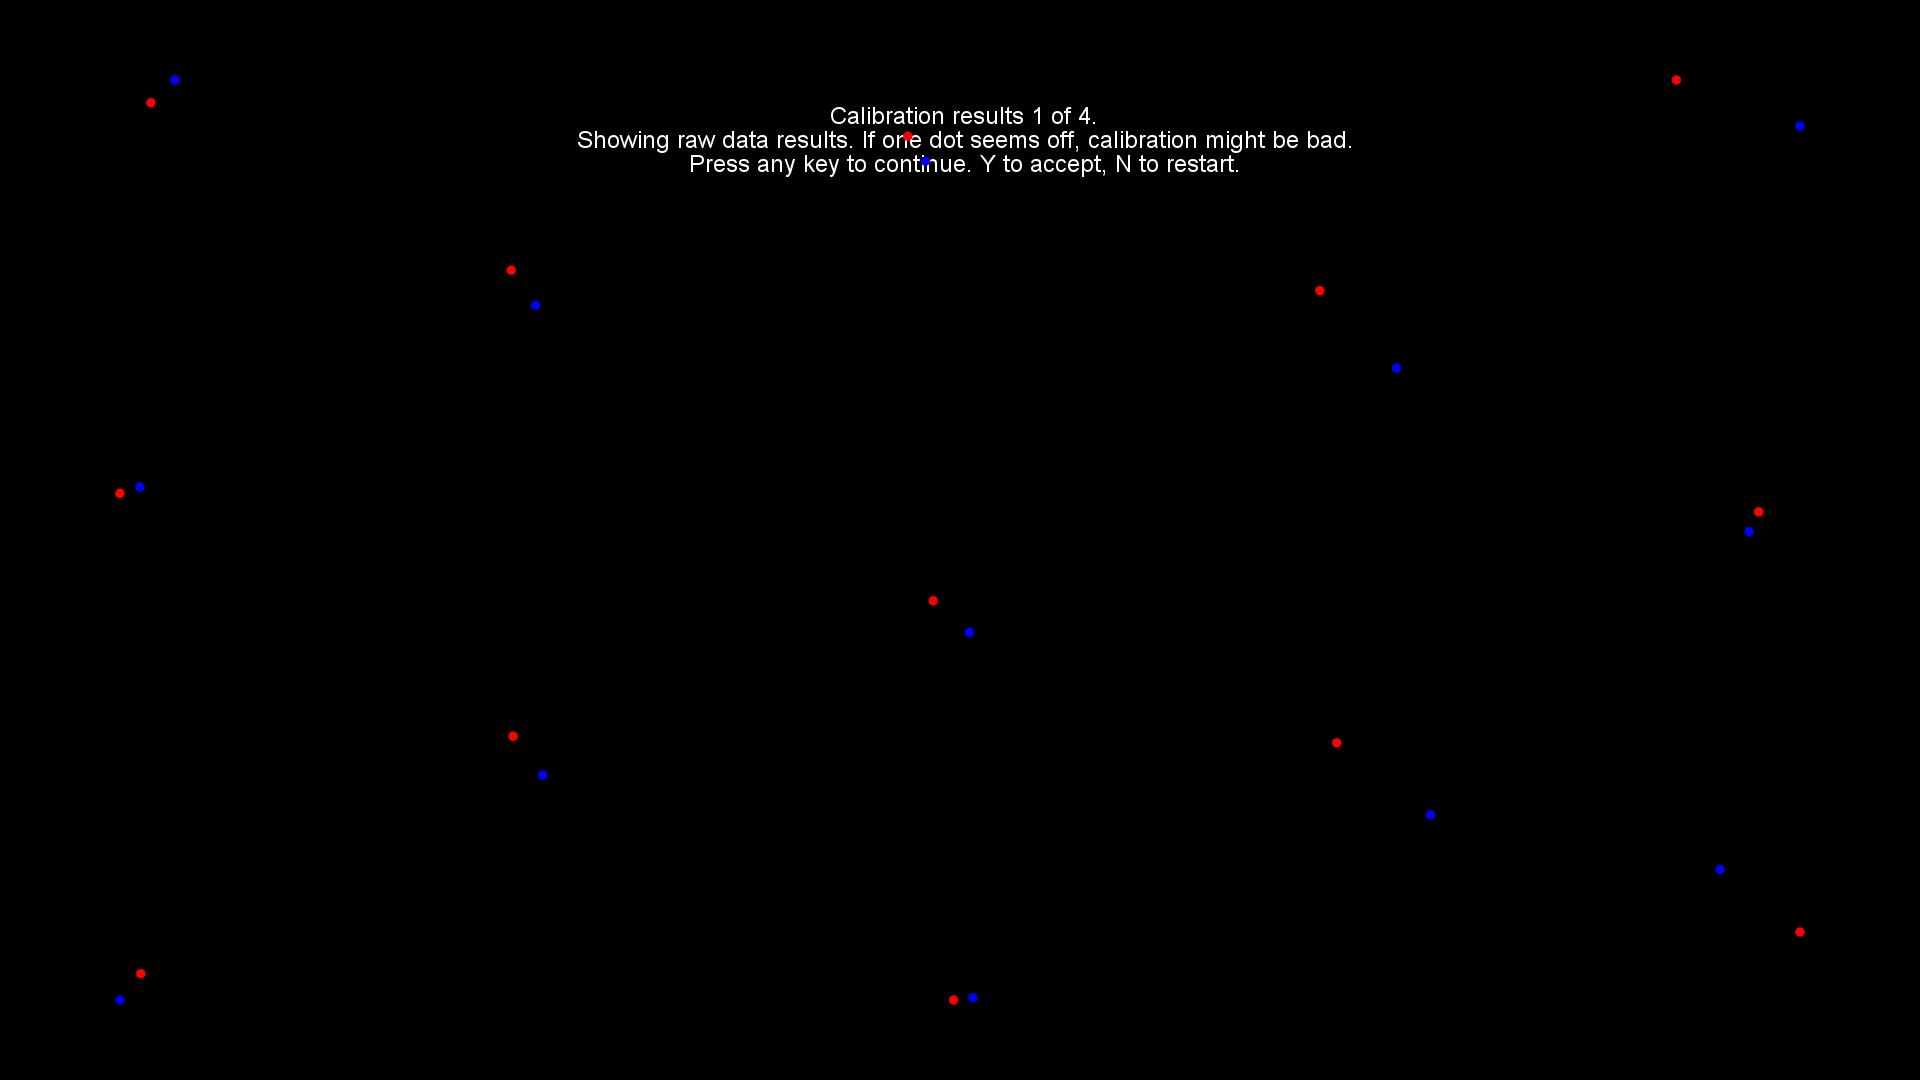 Calibration results 1 of 4.
Showing raw data results. If one dot seems off, calibration might be bad.
Press any key to continue. Y to accept, N to restart.